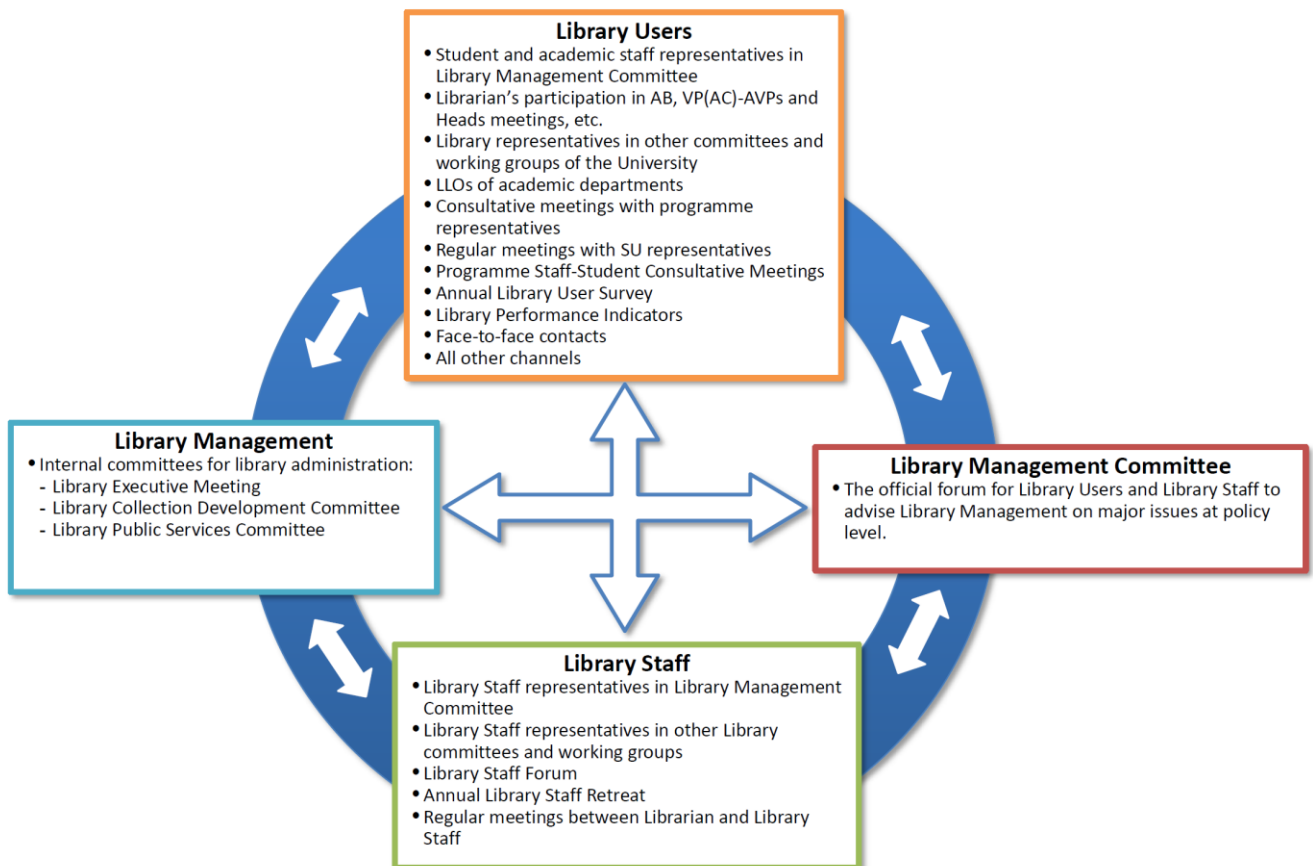 Library Users
• Student and academic staff representatives in
Library Management Committee
• Librarian's participation in AB, VP(AC)-AVPs and
Heads meetings, etc.
• Library representatives in other committees and
working groups of the University
• LLOs of academic departments
• Consultative meetings with programme
representatives
• Regular meetings with SU representatives
• Programme Staff-Student Consultative Meetings
• Annual Library User Survey
• Library Performance Indicators
• Face-to-face contacts
• All other channels
Library Management
• Internal committees for library administration:
- Library Executive Meeting
- Library Collection Development Committee
- Library Public Services Committee
Library Management Committee
• The official forum for Library Users and Library Staff to
advise Library Management on major issues at policy
level.
Library Staff
• Library Staff representatives in Library Management
Committee
• Library Staff representatives in other Library
committees and working groups
• Library Staff Forum
• Annual Library Staff Retreat
• Regular meetings between Librarian and Library
Staff